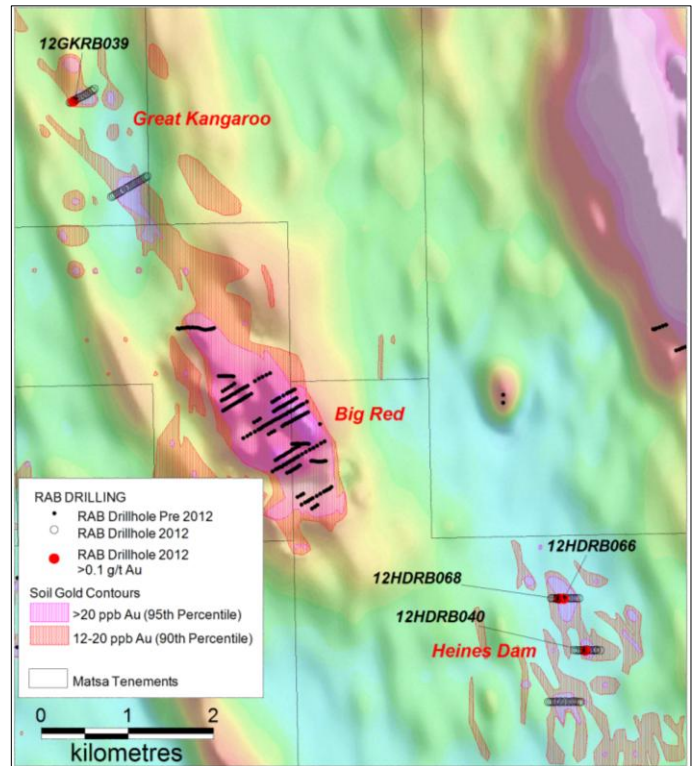 12GKRB039
Great Kangaroo
Big Red
RAB DRILLING
RAB Drillhole Pre 2012
RAB Drillhole 2012
RAB Drillhole 2012
>0.1 g/t Au
Soil Gold Contours
>20 ppb Au (95th Percentile)
12-20 ppb Au (90th Percentile)
Matsa Tenements
0 1 2
kilometres
12HDRB066
12HDRB068
12HDRB040
Heines Dam